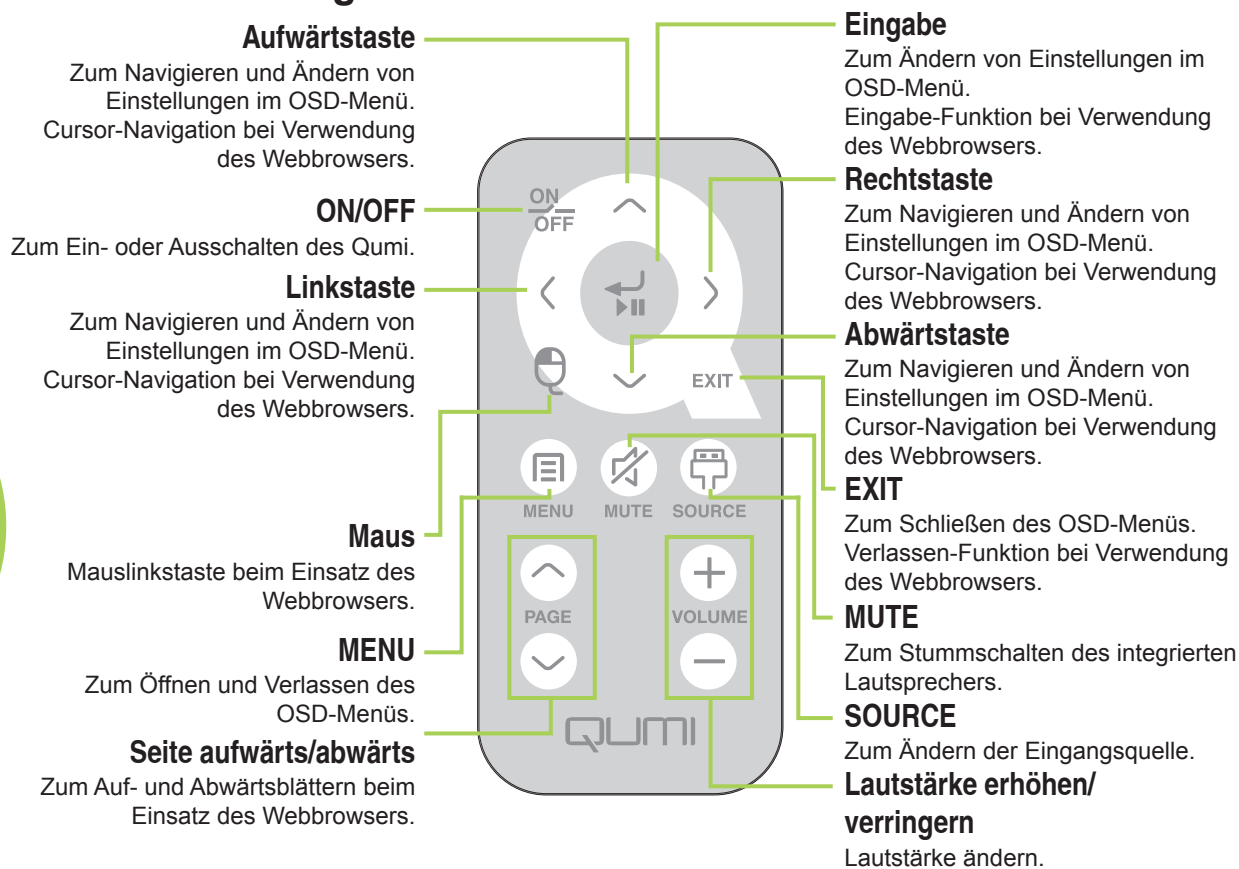 Aufwärtstaste
Zum Navigieren und Ändern von
Einstellungen im OSD-Menü.
Cursor-Navigation bei Verwendung
des Webbrowsers.
ON/OFF
Zum Ein- oder Ausschalten des Qumi.
Linkstaste
Zum Navigieren und Ändern von
Einstellungen im OSD-Menü.
Cursor-Navigation bei Verwendung
des Webbrowsers.
Maus
Mauslinkstaste beim Einsatz des
Webbrowsers.
MENU
Zum Öffnen und Verlassen des
OSD-Menüs.
Seite aufwärts/abwärts
Zum Auf- und Abwärtsblättern beim
Einsatz des Webbrowsers.
ON
OFF
EXIT
MENU MUTE SOURCE
PAGE VOLUME
QUMI
Eingabe
Zum Ändern von Einstellungen im
OSD-Menü.
Eingabe-Funktion bei Verwendung
des Webbrowsers.
Rechtstaste
Zum Navigieren und Ändern von
Einstellungen im OSD-Menü.
Cursor-Navigation bei Verwendung
des Webbrowsers.
Abwärtstaste
Zum Navigieren und Ändern von
Einstellungen im OSD-Menü.
Cursor-Navigation bei Verwendung
des Webbrowsers.
EXIT
Zum Schließen des OSD-Menüs.
Verlassen-Funktion bei Verwendung
des Webbrowsers.
MUTE
Zum Stummschalten des integrierten
Lautsprechers.
SOURCE
Zum Ändern der Eingangsquelle.
Lautstärke erhöhen/
verringern
Lautstärke ändern.